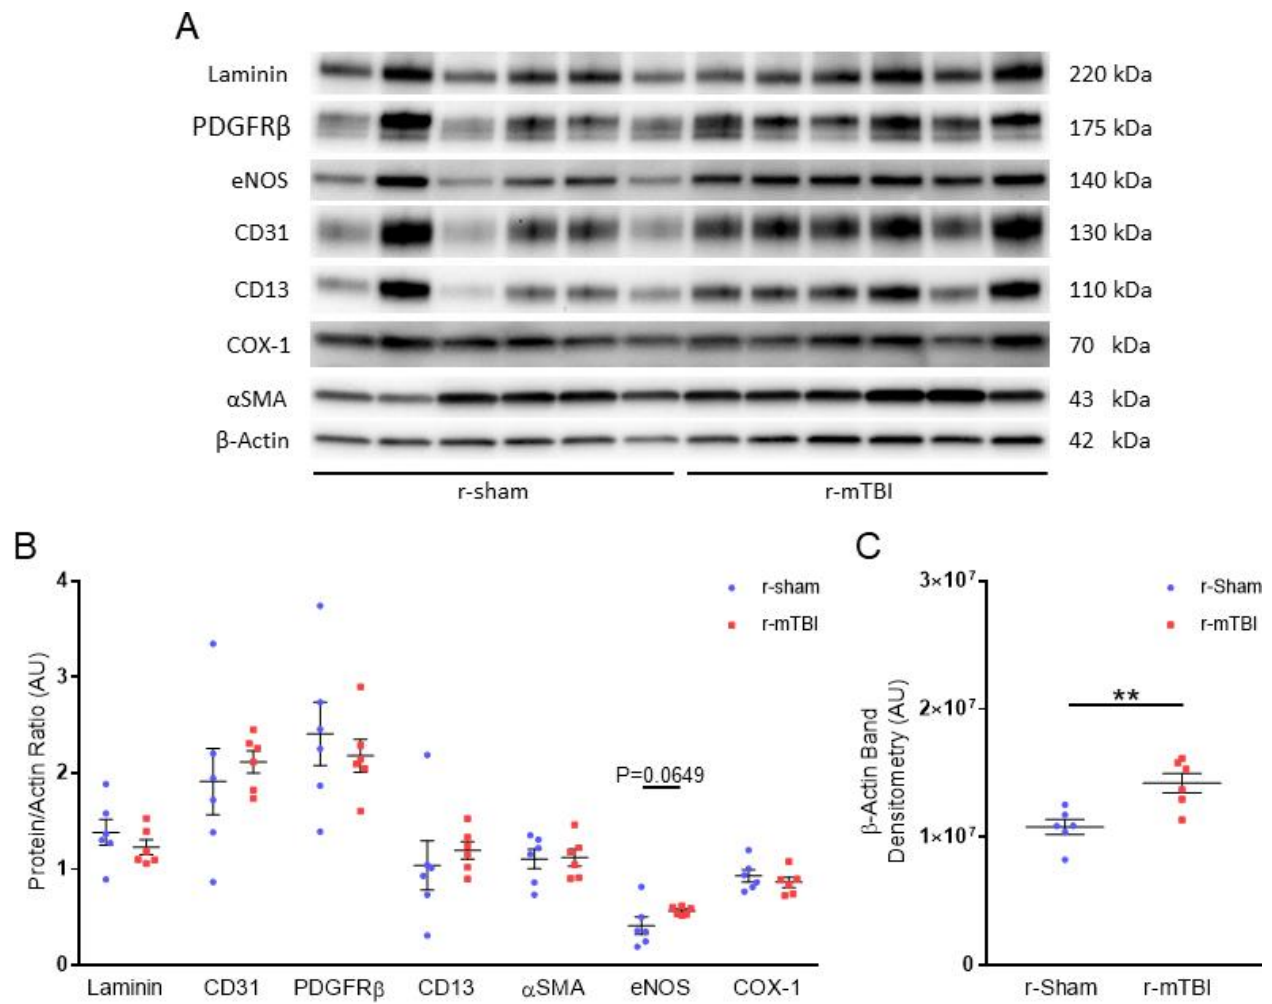 A
Laminin 220 kDa
PDGFRβ 175 kDa
eNOS 140 kDa
CD31 130 kDa
CD13 110 kDa
COX-1 70 kDa
αSMA 43 kDa
β-Actin 42 kDa
r-sham r-mTBI
B
Protein/Actin Ratio (AU)
4
3
2
1
0
r-sham
r-mTBI
P=0.0649
Laminin CD31 PDGFRβ CD13 αSMA eNOS COX-1
C
β-Actin Band
Densitometry (AU)
3×10⁷
2×10⁷
1×10⁷
0
r-Sham
r-mTBI
**
r-Sham r-mTBI